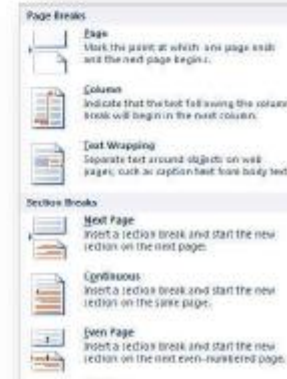 Page Breaks
Page
Mark the point at which one page ends
and the next page begins.
Column
Indicate that the text following the column
break will begin in the next column.
Text Wrapping
Separate text around objects on web
pages, such as caption text from body text
Section Breaks
Next Page
Insert a section break and start the new
section on the next page.
Continuous
Insert a section break and start the new
section on the same page.
Even Page
Insert a section break and start the new
section on the next even-numbered page.